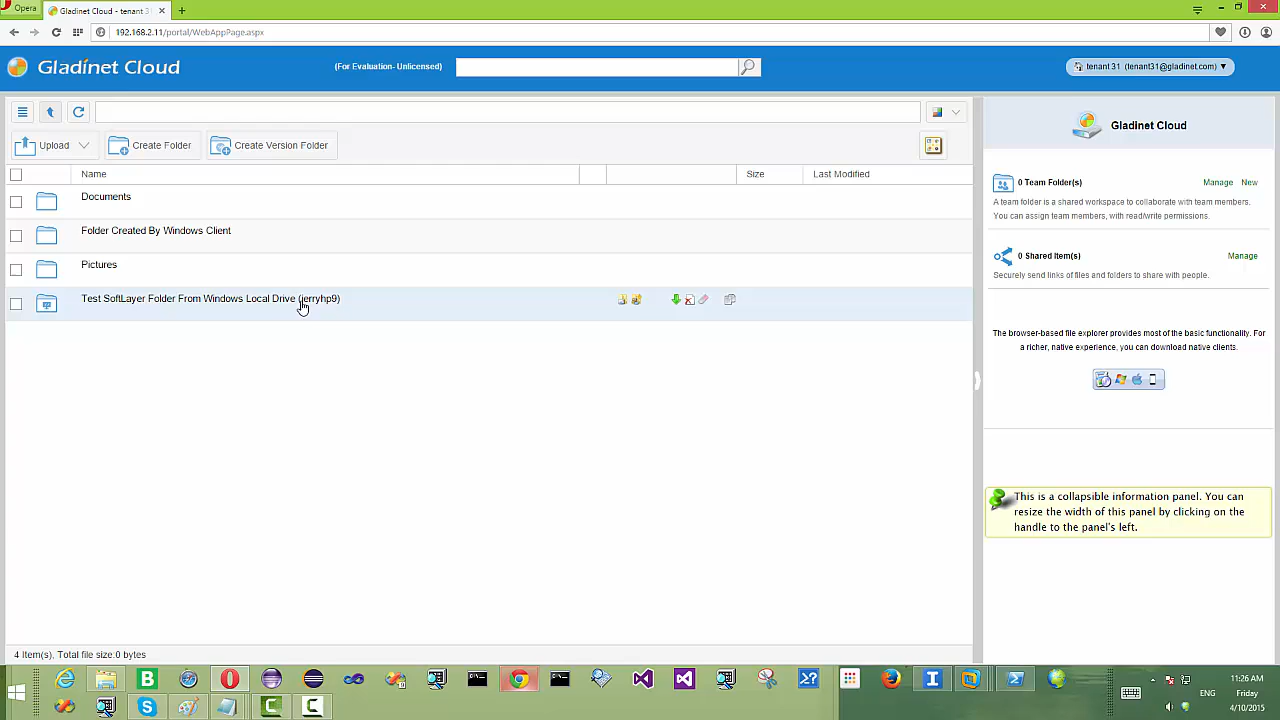 Opera
Gladinet Cloud - tenant 3
192.168.2.11/portal/WebAppPage.aspx
Gladinet Cloud
(For Evaluation- Unlicensed)
tenant 31 (tenant31@gladinet.com)
Gladinet Cloud
Upload
Create Folder
Create Version Folder
Name
Size
Last Modified
Documents
Folder Created By Windows Client
Pictures
Test SoftLayer Folder From Windows Local Drive (jerryhp9)
0 Team Folder(s)
Manage
New
A team folder is a shared workspace to collaborate with team members.
You can assign team members, with read/write permissions.
0 Shared Item(s)
Manage
Securely send links of files and folders to share with people.
The browser-based file explorer provides most of the basic functionality. For
a richer, native experience, you can download native clients.
This is a collapsible information panel. You can
resize the width of this panel by clicking on the
handle to the panel's left.
4 Item(s), Total file size:0 bytes
ENG
11:26 AM
Friday
4/10/2015